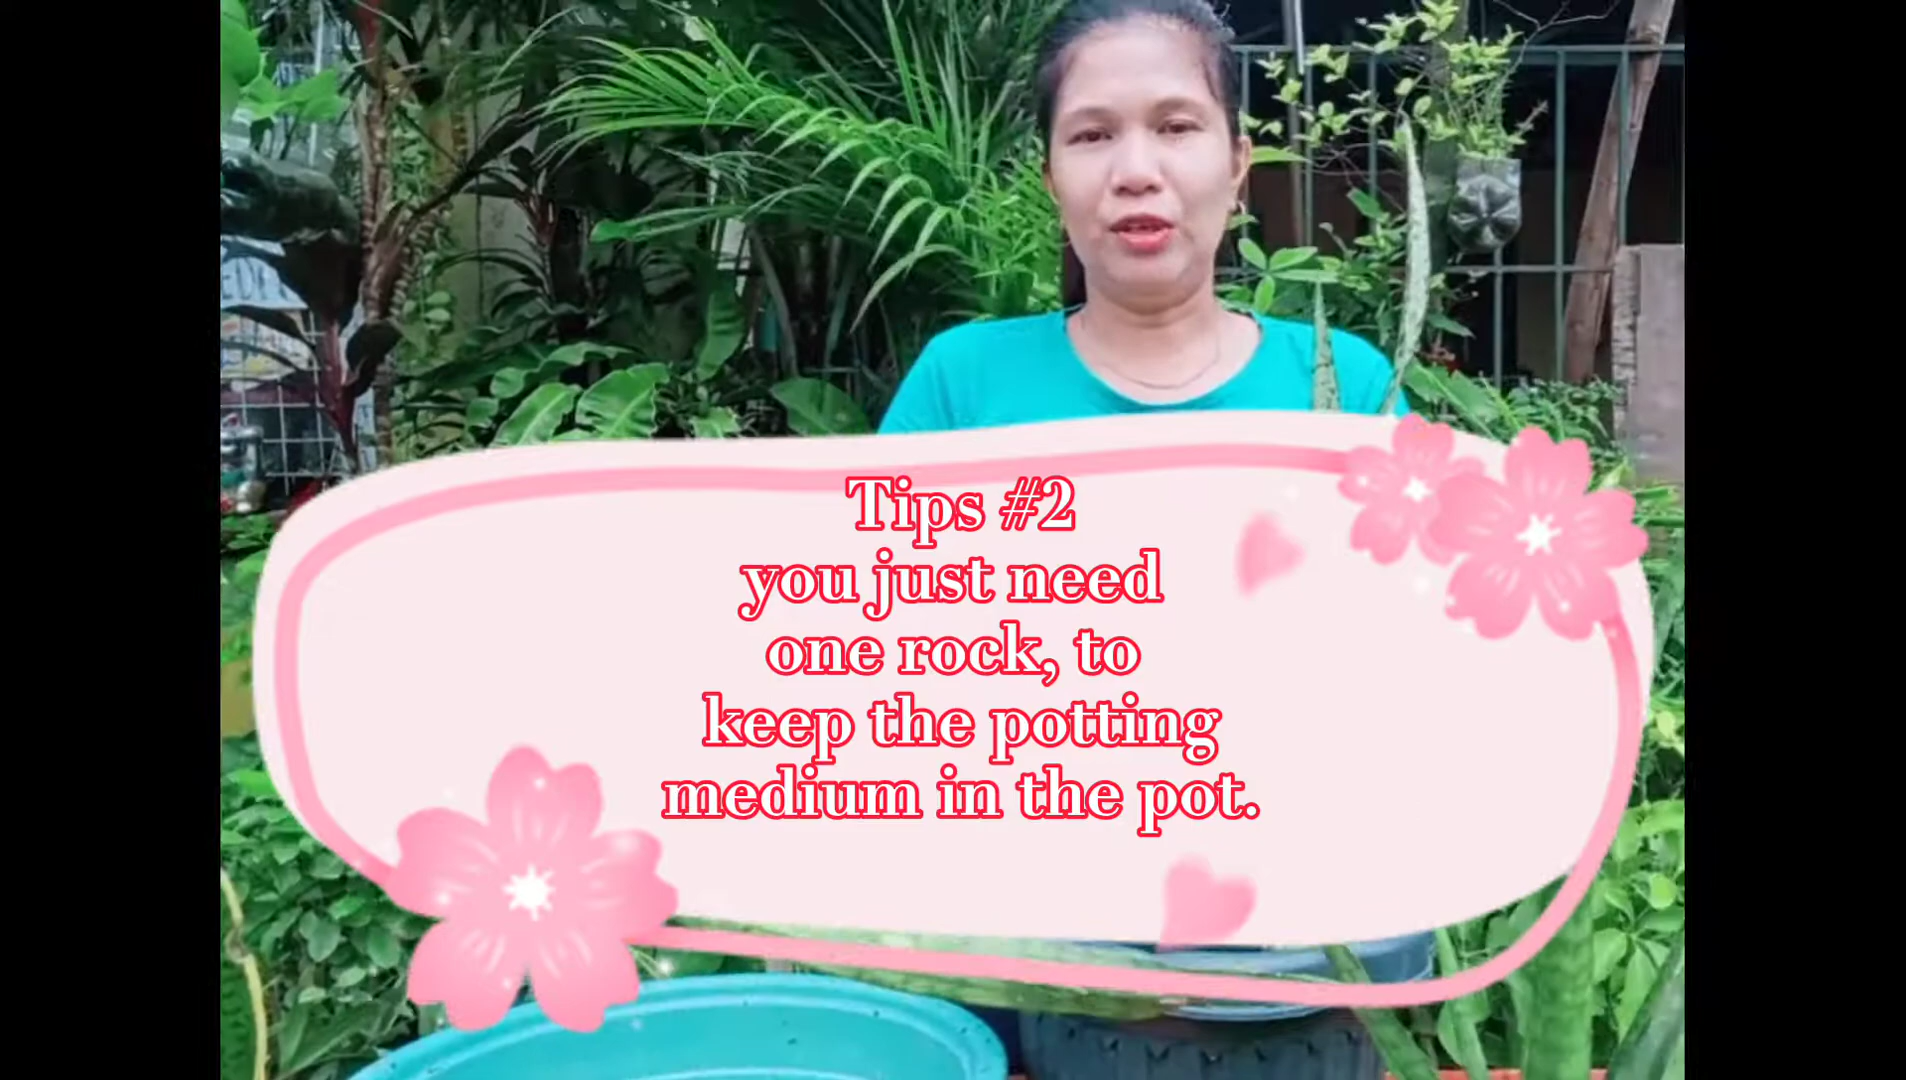 Tips #2
you just need
one rock, to
keep the potting
medium in the pot.